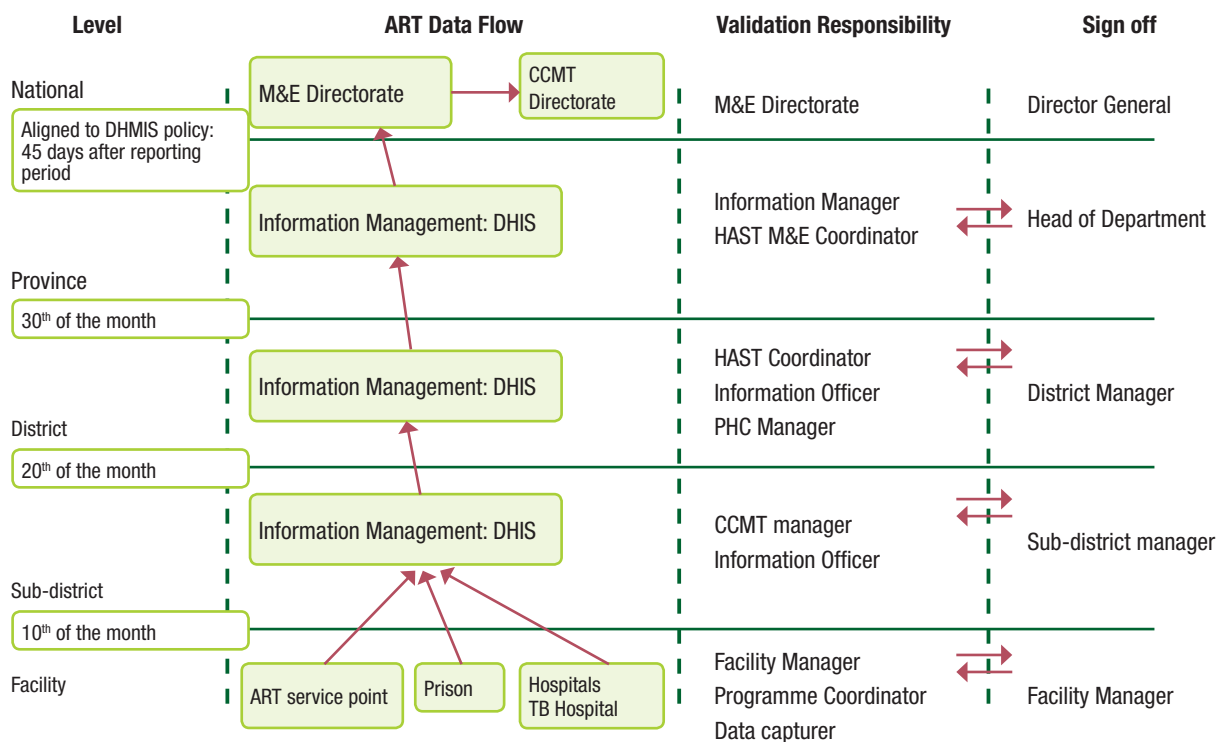 Level
ART Data Flow
Validation Responsibility
Sign off
National
M&E Directorate
CCMT
Directorate
M&E Directorate
Director General
Aligned to DHMIS policy:
45 days after reporting
period
Information Management: DHIS
Information Manager
HAST M&E Coordinator
Head of Department
Province
30th of the month
Information Management: DHIS
HAST Coordinator
Information Officer
PHC Manager
District Manager
District
20th of the month
Information Management: DHIS
CCMT manager
Information Officer
Sub-district manager
Sub-district
10th of the month
Facility
ART service point
Prison
Hospitals
TB Hospital
Facility Manager
Programme Coordinator
Data capturer
Facility Manager